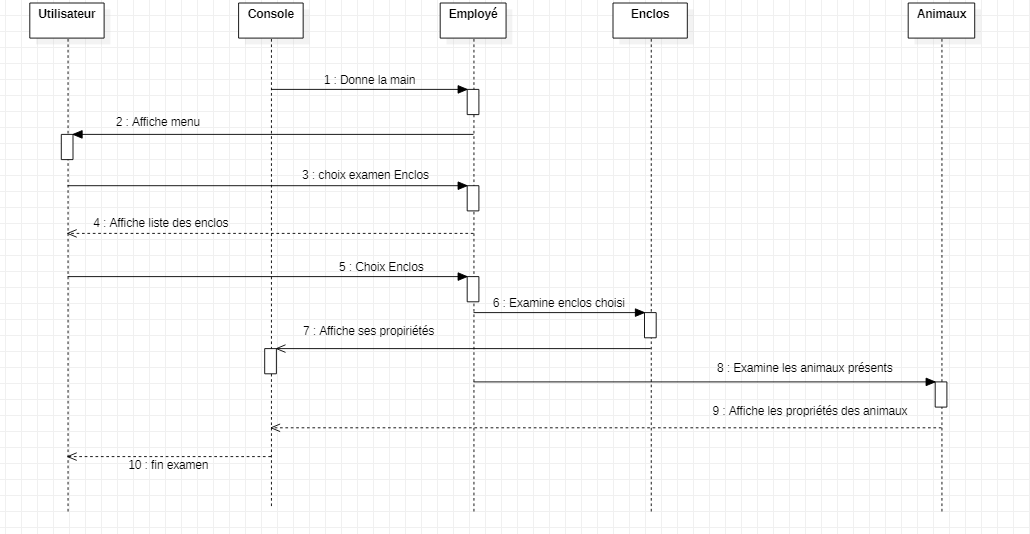 Utilisateur
Console
Employé
Enclos
Animaux
1 : Donne la main
2 : Affiche menu
3 : choix examen Enclos
4 : Affiche liste des enclos
5 : Choix Enclos
6 : Examine enclos choisi
7 : Affiche ses propiriétés
8 : Examine les animaux présents
9 : Affiche les propriétés des animaux
10 : fin examen